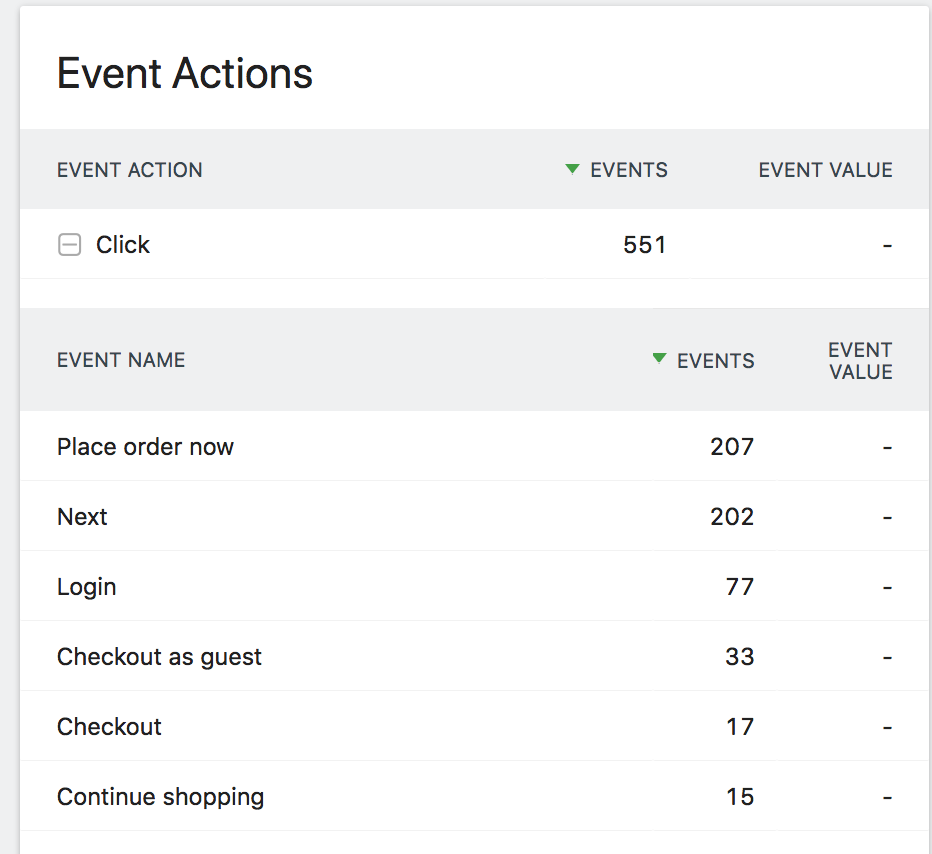 Event Actions
EVENT ACTION EVENTS EVENT VALUE
Click 551 -
EVENT NAME EVENTS EVENT VALUE
Place order now 207 -
Next 202 -
Login 77 -
Checkout as guest 33 -
Checkout 17 -
Continue shopping 15 -